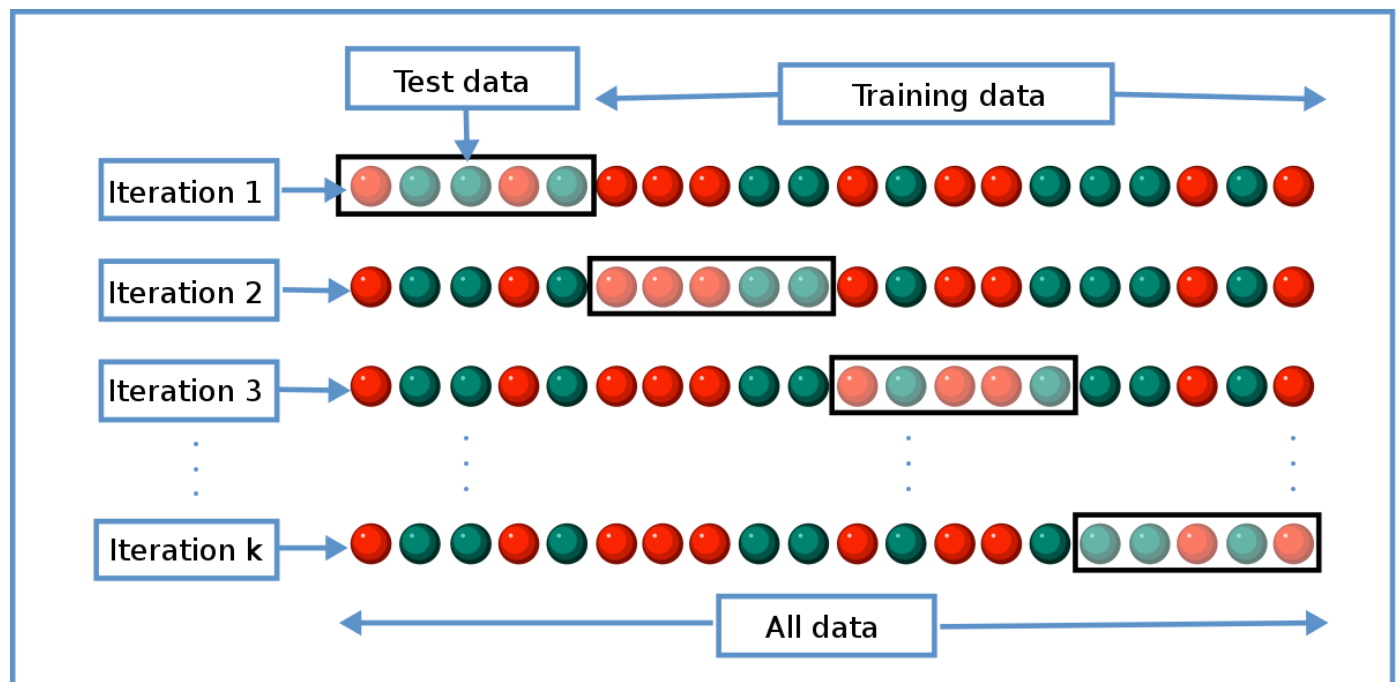 Test data
Training data
Iteration 1
Iteration 2
Iteration 3
Iteration k
All data